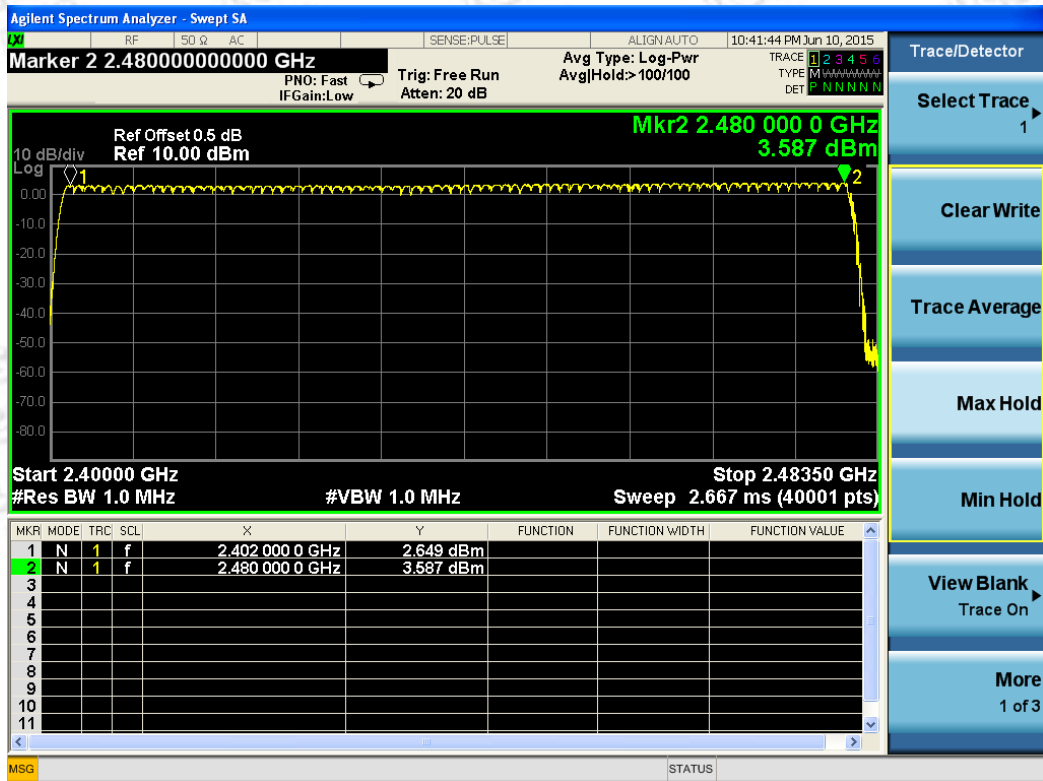 Agilent Spectrum Analyzer - Swept SA
LXI RF 50 Ω AC SENSE:PULSE ALIGN AUTO 10:41:44 PM Jun 10, 2015
Marker 2 2.480000000000 GHz
PNO: Fast
IFGain:Low
Trig: Free Run
Atten: 20 dB
Avg Type: Log-Pwr
Avg|Hold:>100/100
TRACE 1 2 3 4 5 6
TYPE M WWWWW
DET P N N N N N
Ref Offset 0.5 dB
Ref 10.00 dBm
Mkr2 2.480 000 0 GHz
3.587 dBm
10 dB/div
Log
1
2
0.00
-10.0
-20.0
-30.0
-40.0
-50.0
-60.0
-70.0
-80.0
Start 2.40000 GHz Stop 2.48350 GHz
#Res BW 1.0 MHz #VBW 1.0 MHz Sweep 2.667 ms (40001 pts)
MKR MODE TRC SCL X Y FUNCTION FUNCTION WIDTH FUNCTION VALUE
1 N 1 f 2.402 000 0 GHz 2.649 dBm
2 N 1 f 2.480 000 0 GHz 3.587 dBm
3
4
5
6
7
8
9
10
11
MSG STATUS
Trace/Detector
Select Trace
1
Clear Write
Trace Average
Max Hold
Min Hold
View Blank
Trace On
More
1 of 3